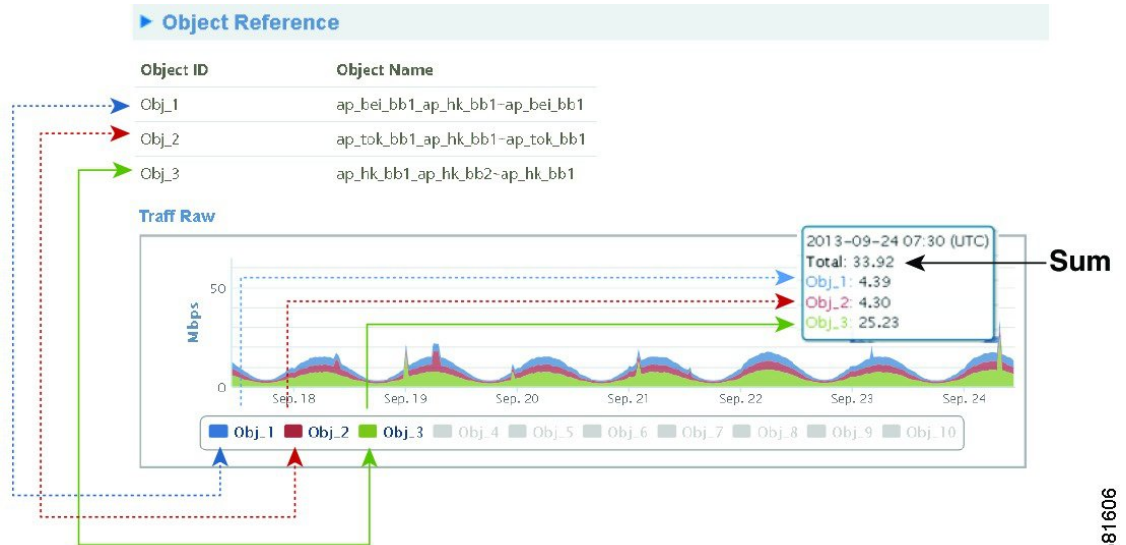 Object Reference
Object ID Object Name
Obj_1 ap_bei_bb1_ap_hk_bb1~ap_bei_bb1
Obj_2 ap_tok_bb1_ap_hk_bb1~ap_tok_bb1
Obj_3 ap_hk_bb1_ap_hk_bb2~ap_hk_bb1
Traff Raw
2013-09-24 07:30 (UTC)
Total: 33.92
Sum
Obj_1: 4.39
Obj_2: 4.30
Obj_3: 25.23
Mbps
50
0
Sep. 18 Sep. 19 Sep. 20 Sep. 21 Sep. 22 Sep. 23 Sep. 24
Obj_1 Obj_2 Obj_3 Obj_4 Obj_5 Obj_6 Obj_7 Obj_8 Obj_9 Obj_10